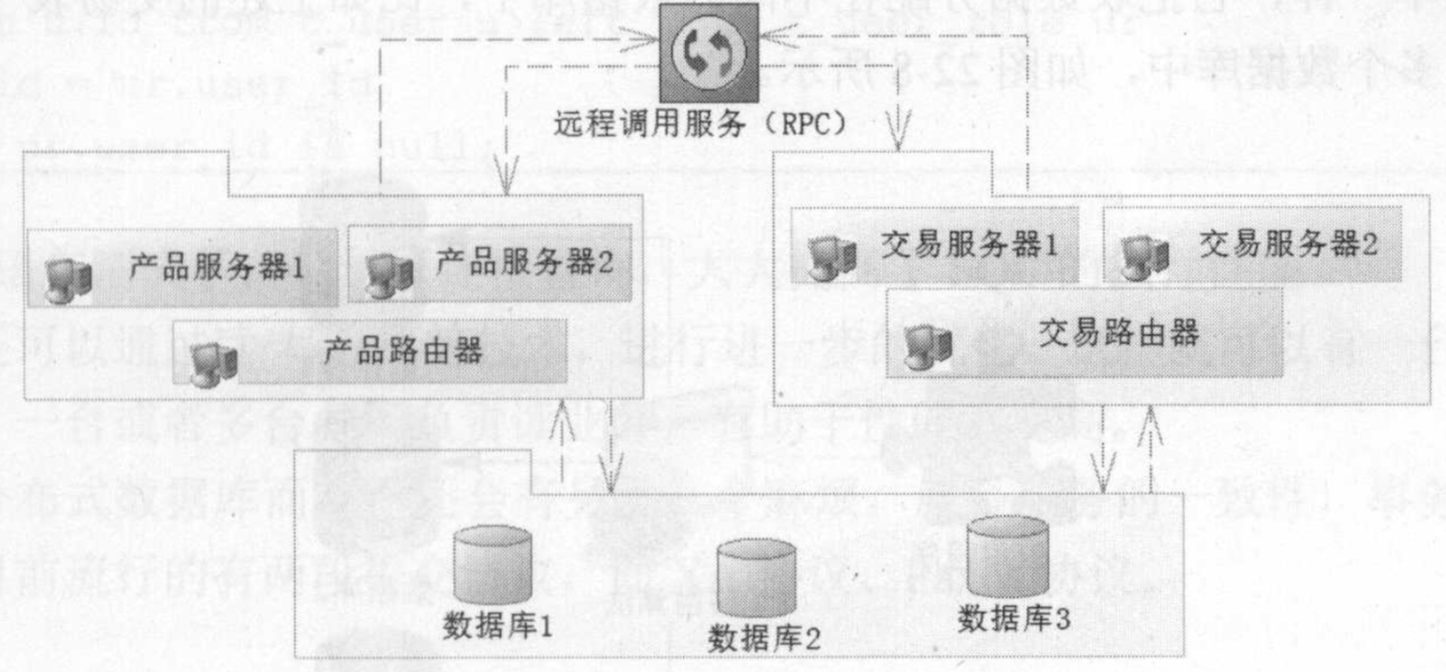 多个数据库中，如图 22-8 所示。
远程调用服务（RPC）
产品服务器1
产品服务器2
产品路由器
交易服务器1
交易服务器2
交易路由器
数据库1
数据库2
数据库3